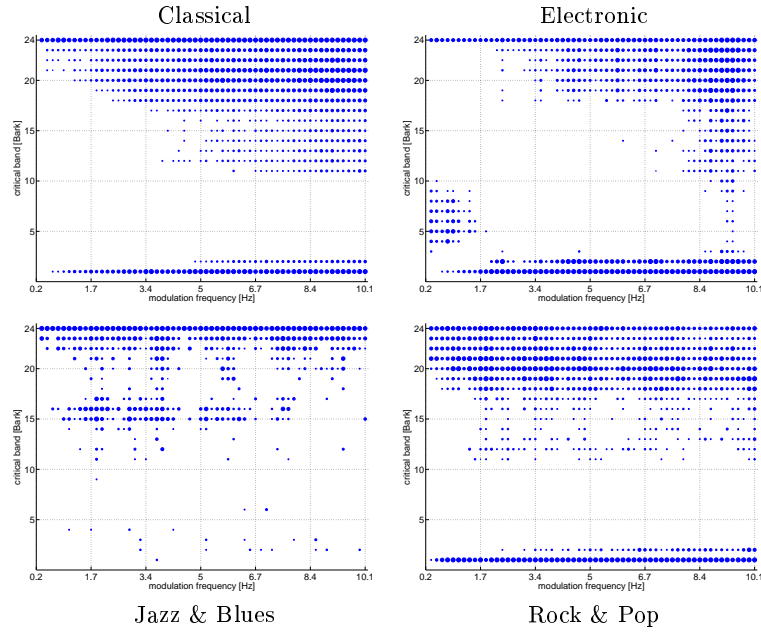 Classical
Electronic
critical band [Bark]
24
20
15
10
5
0.2 1.7 3.4 5 6.7 8.4 10.1
modulation frequency [Hz]
critical band [Bark]
24
20
15
10
5
0.2 1.7 3.4 5 6.7 8.4 10.1
modulation frequency [Hz]
critical band [Bark]
24
20
15
10
5
0.2 1.7 3.4 5 6.7 8.4 10.1
modulation frequency [Hz]
critical band [Bark]
24
20
15
10
5
0.2 1.7 3.4 5 6.7 8.4 10.1
modulation frequency [Hz]
Jazz & Blues
Rock & Pop